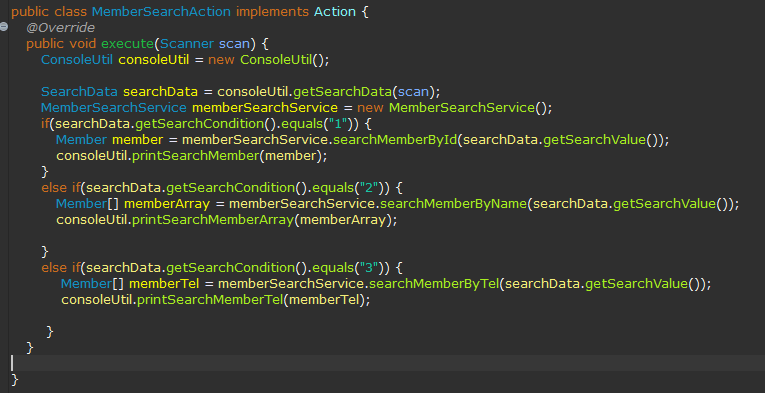 public class MemberSearchAction implements Action {
@Override
public void execute(Scanner scan) {
ConsoleUtil consoleUtil = new ConsoleUtil();
SearchData searchData = consoleUtil.getSearchData(scan);
MemberSearchService memberSearchService = new MemberSearchService();
if(searchData.getSearchCondition().equals("1")) {
Member member = memberSearchService.searchMemberById(searchData.getSearchValue());
consoleUtil.printSearchMember(member);
}
else if(searchData.getSearchCondition().equals("2")) {
Member[] memberArray = memberSearchService.searchMemberByName(searchData.getSearchValue());
consoleUtil.printSearchMemberArray(memberArray);
}
else if(searchData.getSearchCondition().equals("3")) {
Member[] memberTel = memberSearchService.searchMemberByTel(searchData.getSearchValue());
consoleUtil.printSearchMemberTel(memberTel);
}
}
}